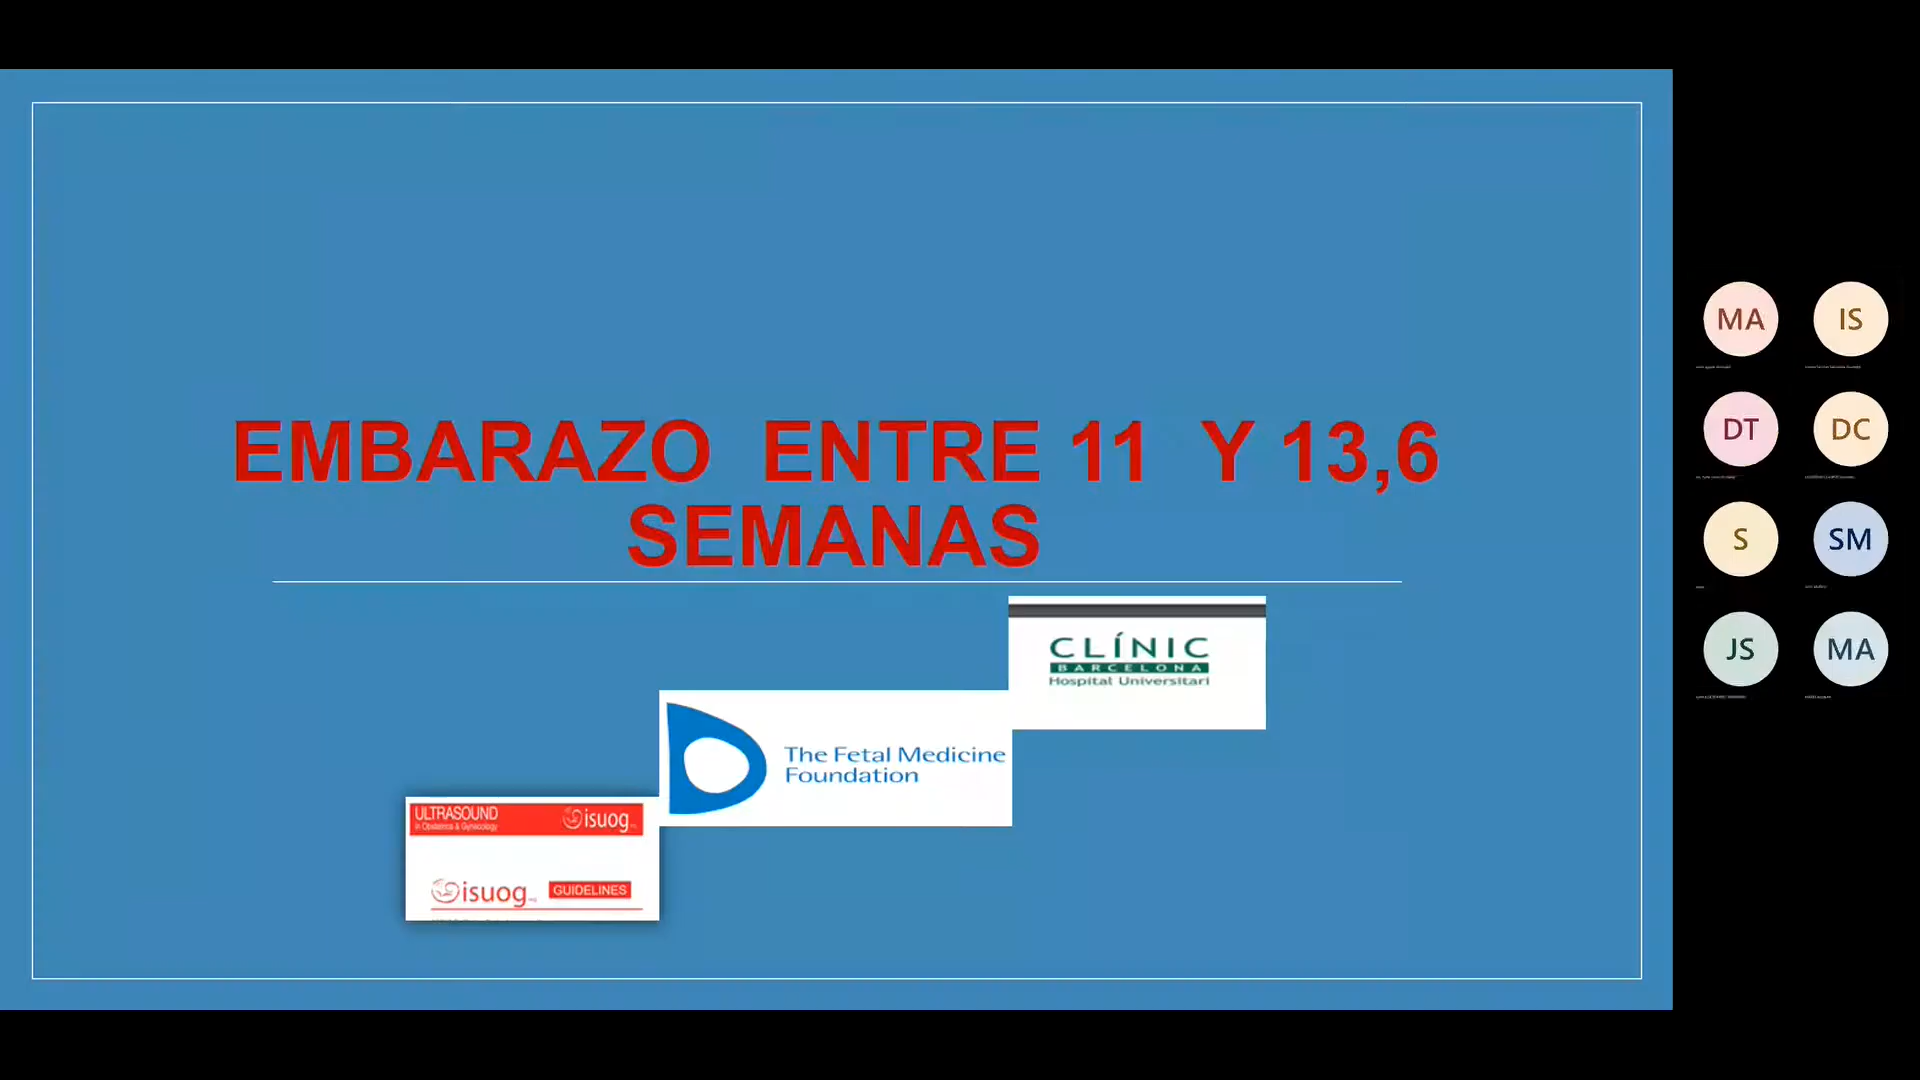 EMBARAZO ENTRE 11 Y 13,6
SEMANAS
CLÍNIC
BARCELONA
Hospital Universitari
The Fetal Medicine
Foundation
ULTRASOUND
in Obstetrics & Gynecology
isuog
isuog
GUIDELINES
MA
IS
DT
DC
S
SM
JS
MA